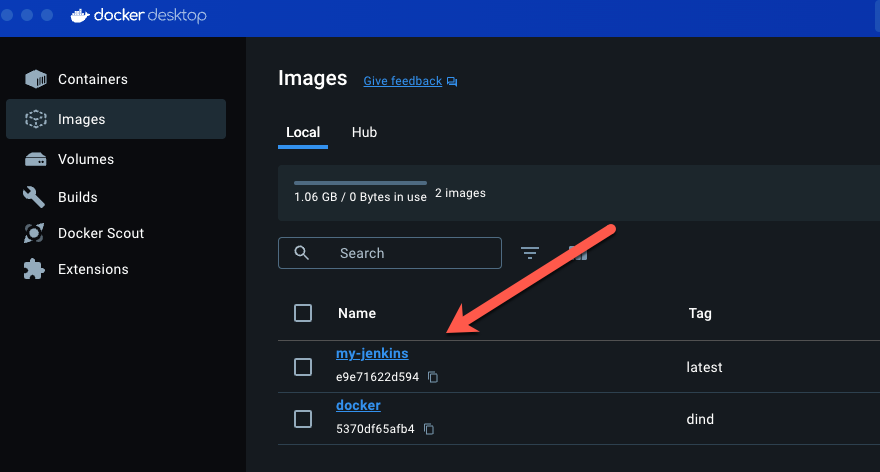 docker desktop
Containers
Images
Volumes
Builds
Docker Scout
Extensions
Images Give feedback
Local Hub
1.06 GB / 0 Bytes in use 2 images
Search
Name Tag
my-jenkins
e9e71622d594
latest
docker
5370df65afb4
dind